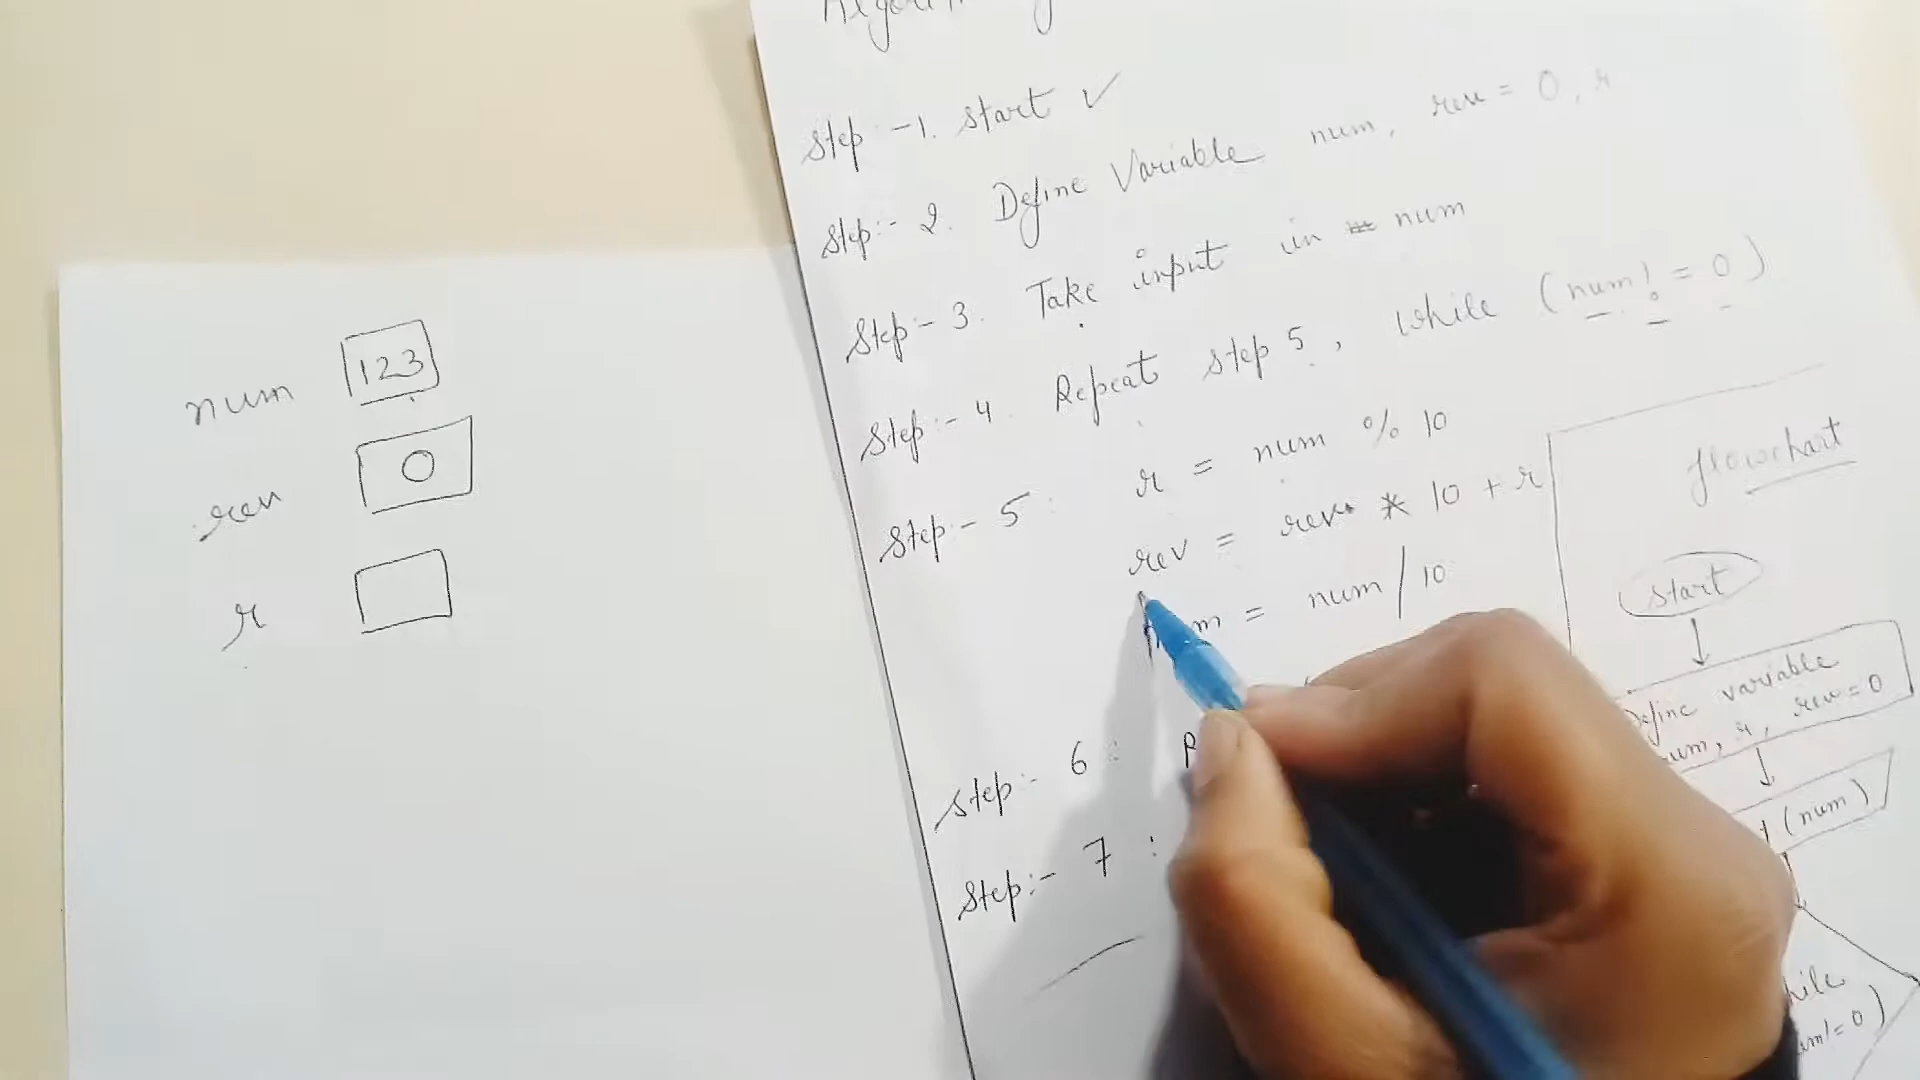 num 123
rev 0
r
Step :-1. Start ✓
Step:- 2. Define Variable num, rev = 0, r
Step:- 3. Take input in num
Step:- 4. Repeat step 5, while (num! = 0)
Step:- 5: r = num % 10
rev = rev * 10 + r
= num / 10
Step:- 6:
Step:- 7:
flowchart
start
Define variable
num, r, rev=0
(num)